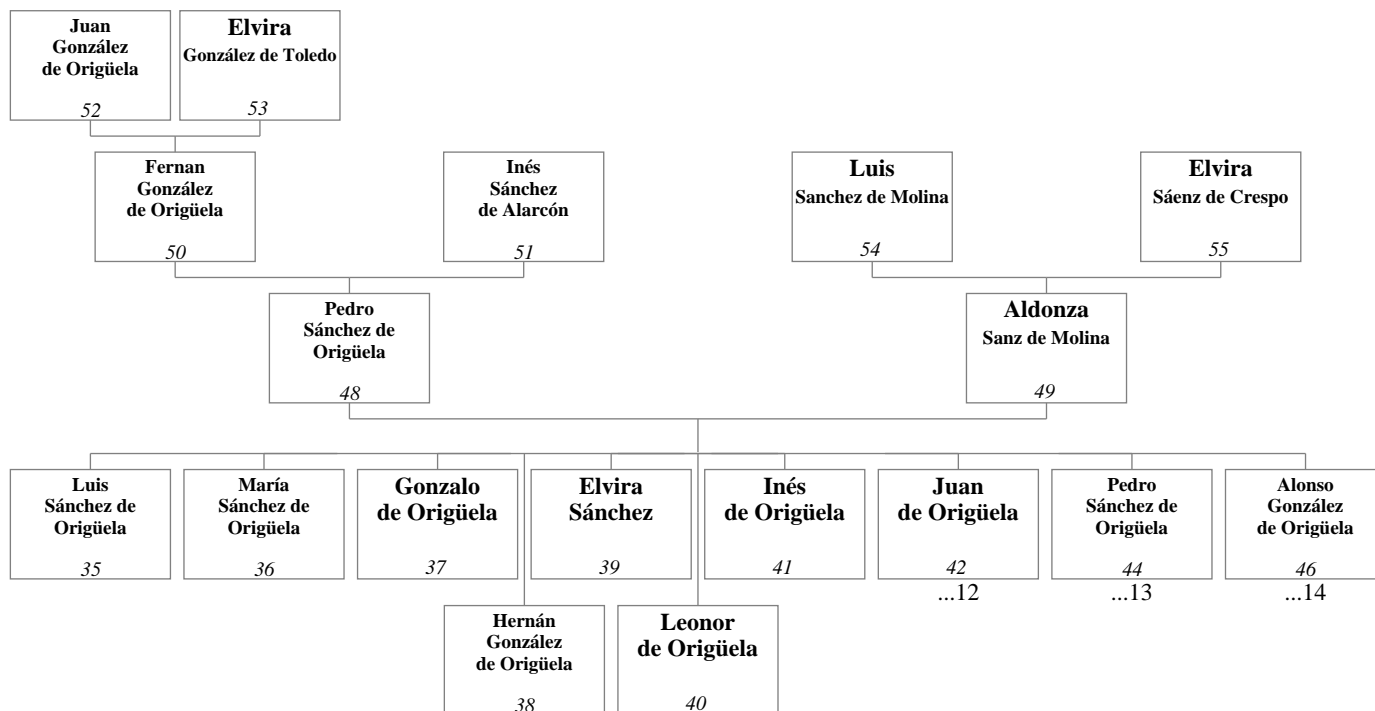 Juan
González
de Origüela
52
Elvira
González de Toledo
53
Fernan
González
de Origüela
50
Inés
Sánchez
de Alarcón
51
Luis
Sanchez de Molina
54
Elvira
Sáenz de Crespo
55
Pedro
Sánchez de
Origüela
48
Aldonza
Sanz de Molina
49
Luis
Sánchez de
Origüela
35
María
Sánchez de
Origüela
36
Gonzalo
de Origüela
37
Elvira
Sánchez
39
Inés
de Origüela
41
Juan
de Origüela
42
...12
Pedro
Sánchez de
Origüela
44
...13
Alonso
González
de Origüela
46
...14
Hernán
González
de Origüela
38
Leonor
de Origüela
40